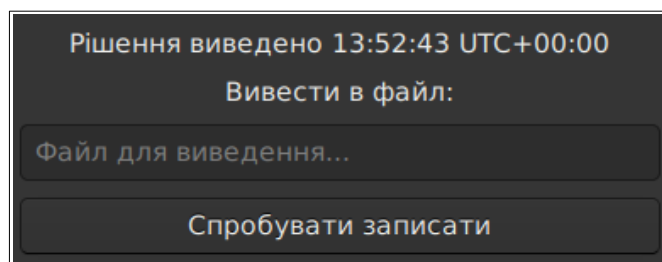 Рішення виведено 13:52:43 UTC+00:00
Вивести в файл:
Файл для виведення...
Спробувати записати